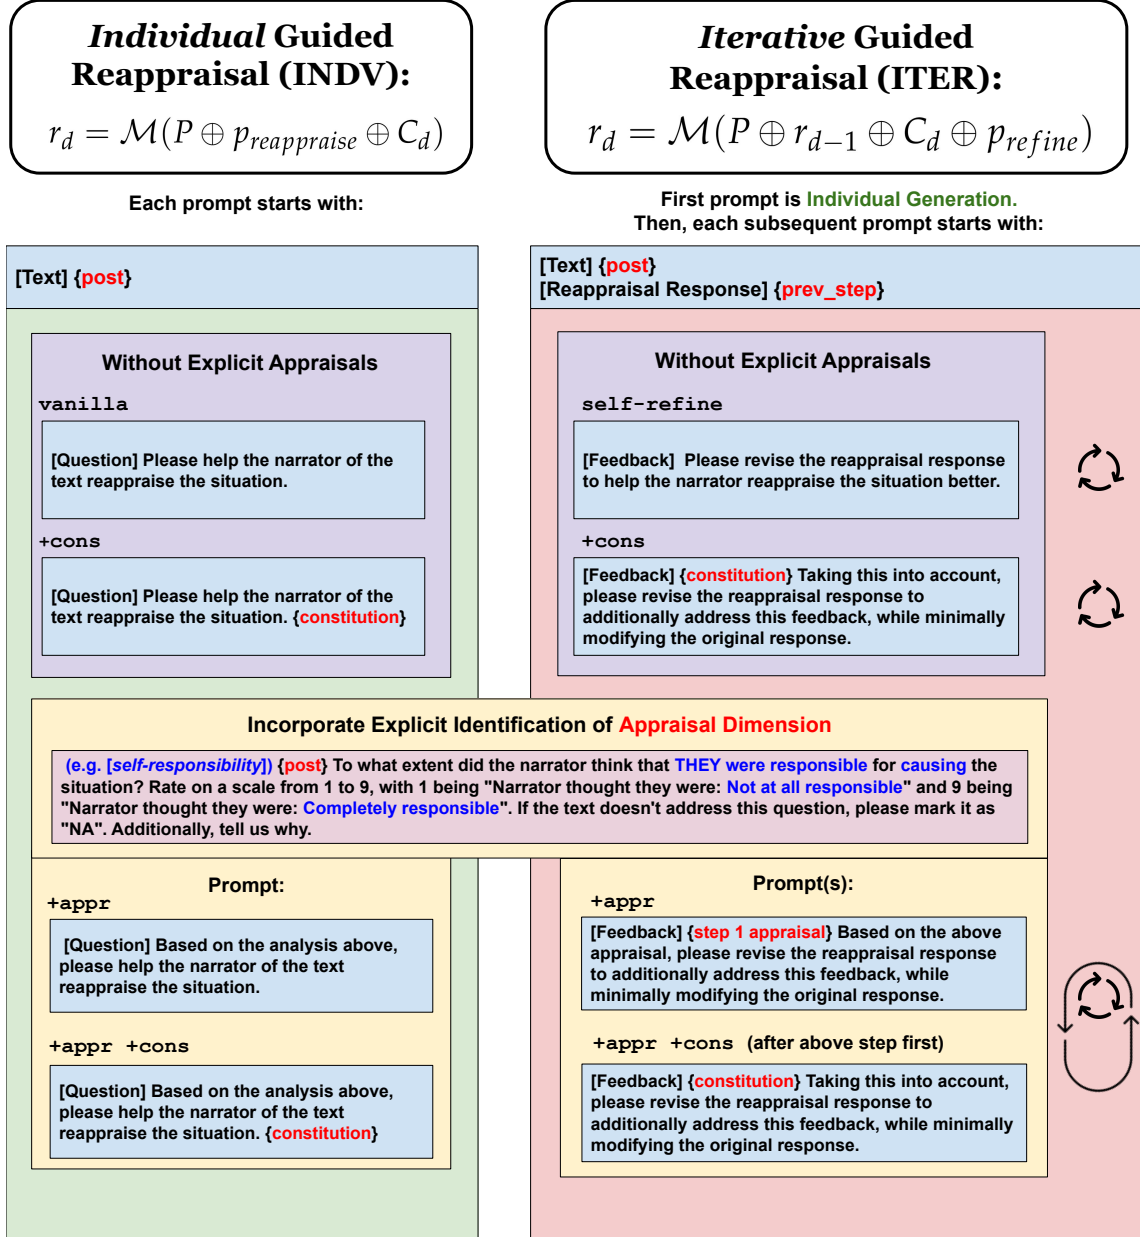 Individual Guided
Reappraisal (INDV):
r_d = M(P ⊕ p_reappraise ⊕ C_d)
Each prompt starts with:
[Text] {post}
Without Explicit Appraisals
vanilla
[Question] Please help the narrator of the
text reappraise the situation.
+cons
[Question] Please help the narrator of the
text reappraise the situation. {constitution}
Iterative Guided
Reappraisal (ITER):
r_d = M(P ⊕ r_{d-1} ⊕ C_d ⊕ p_refine)
First prompt is Individual Generation.
Then, each subsequent prompt starts with:
[Text] {post}
[Reappraisal Response] {prev_step}
Without Explicit Appraisals
self-refine
[Feedback] Please revise the reappraisal response
to help the narrator reappraise the situation better.
+cons
[Feedback] {constitution} Taking this into account,
please revise the reappraisal response to
additionally address this feedback, while minimally
modifying the original response.
Incorporate Explicit Identification of Appraisal Dimension
(e.g. [self-responsibility]) {post} To what extent did the narrator think that THEY were responsible for causing the
situation? Rate on a scale from 1 to 9, with 1 being "Narrator thought they were: Not at all responsible" and 9 being
"Narrator thought they were: Completely responsible". If the text doesn't address this question, please mark it as
"NA". Additionally, tell us why.
Prompt:
+appr
[Question] Based on the analysis above,
please help the narrator of the text
reappraise the situation.
+appr +cons
[Question] Based on the analysis above,
please help the narrator of the text
reappraise the situation. {constitution}
Prompt(s):
+appr
[Feedback] {step 1 appraisal} Based on the above
appraisal, please revise the reappraisal response
to additionally address this feedback, while
minimally modifying the original response.
+appr +cons (after above step first)
[Feedback] {constitution} Taking this into account,
please revise the reappraisal response to
additionally address this feedback, while minimally
modifying the original response.